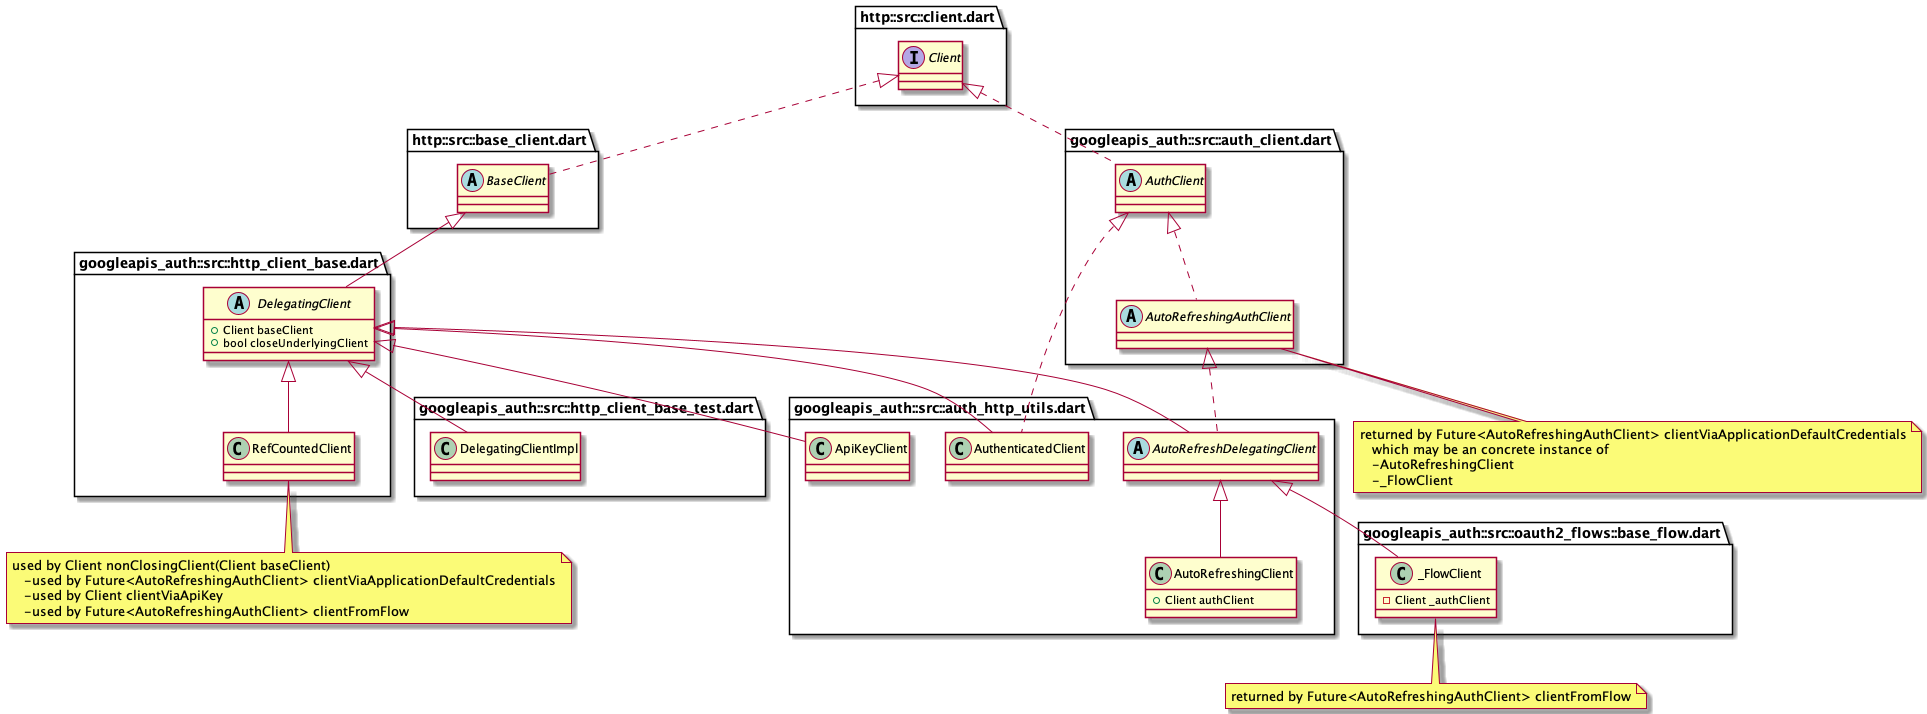 http::src::client.dart
I Client
http::src::base_client.dart
A BaseClient
googleapis_auth::src::auth_client.dart
A AuthClient
googleapis_auth::src::http_client_base.dart
A DelegatingClient
Client baseClient
bool closeUnderlyingClient
A AutoRefreshingAuthClient
googleapis_auth::src::http_client_base_test.dart
googleapis_auth::src::auth_http_utils.dart
C RefCountedClient
C DelegatingClientImpl
C ApiKeyClient
C AuthenticatedClient
A AutoRefreshDelegatingClient
returned by Future<AutoRefreshingAuthClient> clientViaApplicationDefaultCredentials
which may be an concrete instance of
-AutoRefreshingClient
-_FlowClient
googleapis_auth::src::oauth2_flows::base_flow.dart
used by Client nonClosingClient(Client baseClient)
-used by Future<AutoRefreshingAuthClient> clientViaApplicationDefaultCredentials
-used by Client clientViaApiKey
-used by Future<AutoRefreshingAuthClient> clientFromFlow
C AutoRefreshingClient
Client authClient
C _FlowClient
Client _authClient
returned by Future<AutoRefreshingAuthClient> clientFromFlow